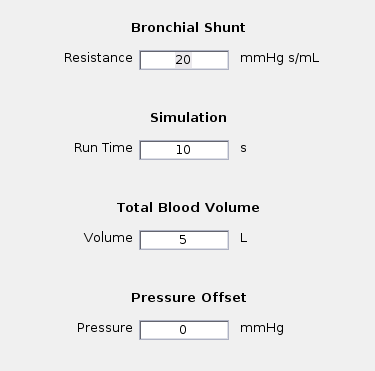 Bronchial Shunt
Resistance 20 mmHg s/mL
Simulation
Run Time 10 s
Total Blood Volume
Volume 5 L
Pressure Offset
Pressure 0 mmHg